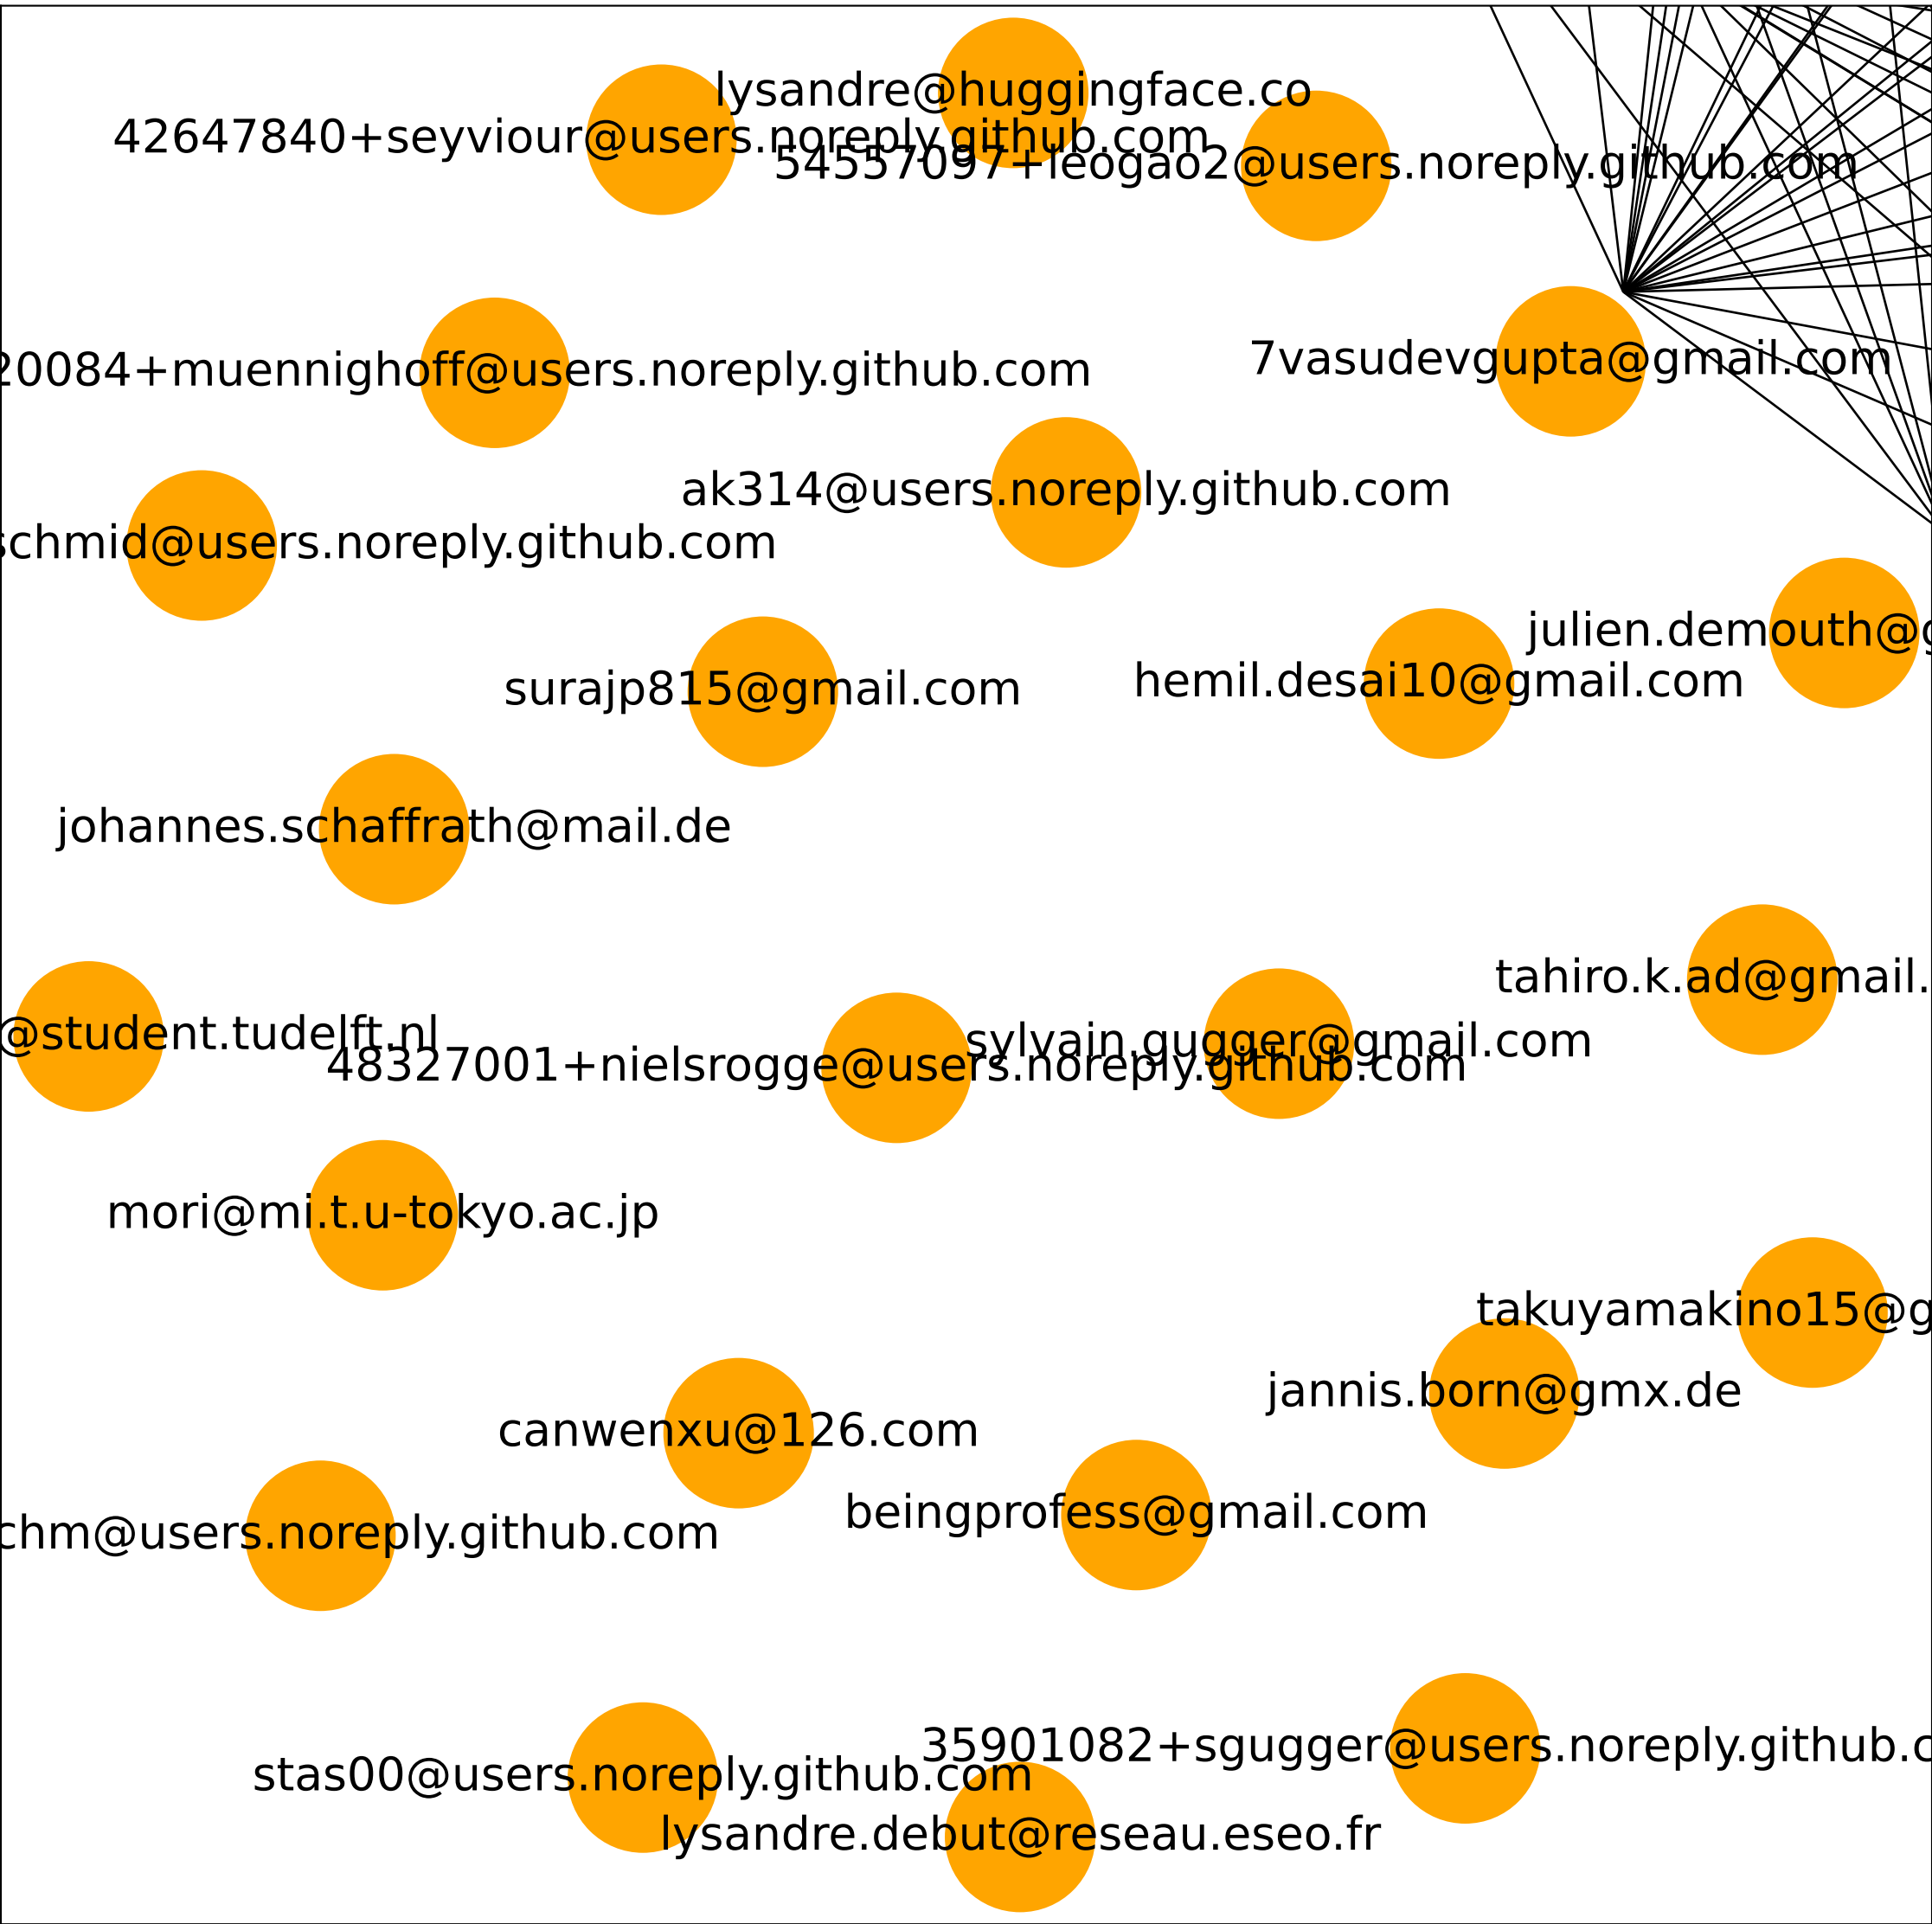 lysandre@huggingface.co
42647840+seyviour@users.noreply.github.com
54557097+leogao2@users.noreply.github.com
20084+muennighoff@users.noreply.github.com
7vasudevgupta@gmail.com
ak314@users.noreply.github.com
schmid@users.noreply.github.com
julien.demouth@g
hemil.desai10@gmail.com
surajp815@gmail.com
johannes.schaffrath@mail.de
tahiro.k.ad@gmail.
@student.tudelft.nl
sylvain.gugger@gmail.com
48327001+nielsrogge@users.noreply.github.com
mori@mi.t.u-tokyo.ac.jp
takuyamakino15@g
jannis.born@gmx.de
canwenxu@126.com
beingprofess@gmail.com
chm@users.noreply.github.com
35901082+sgugger@users.noreply.github.c
stas00@users.noreply.github.com
lysandre.debut@reseau.eseo.fr